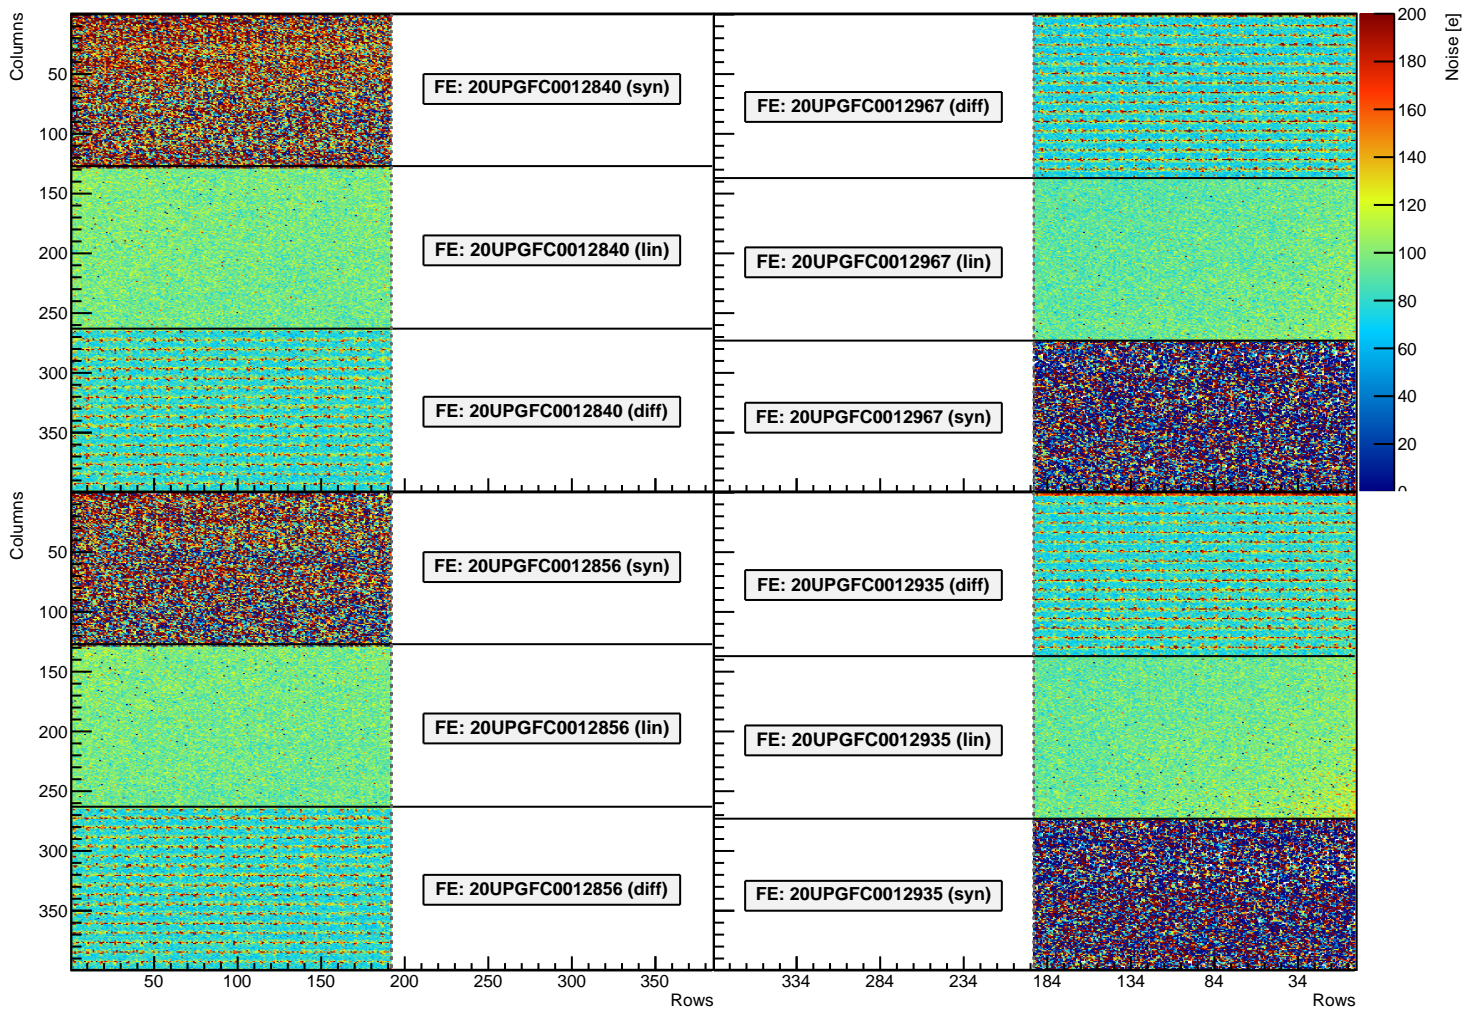 Columns
50
100
150
200
250
300
350
FE: 20UPGFC0012840 (syn)
FE: 20UPGFC0012840 (lin)
FE: 20UPGFC0012840 (diff)
FE: 20UPGFC0012967 (diff)
FE: 20UPGFC0012967 (lin)
FE: 20UPGFC0012967 (syn)
200
180
160
140
120
100
80
60
40
20
0
Noise [e]
Columns
50
100
150
200
250
300
350
FE: 20UPGFC0012856 (syn)
FE: 20UPGFC0012856 (lin)
FE: 20UPGFC0012856 (diff)
FE: 20UPGFC0012935 (diff)
FE: 20UPGFC0012935 (lin)
FE: 20UPGFC0012935 (syn)
50 100 150 200 250 300 350
Rows
334 284 234 184 134 84 34
Rows